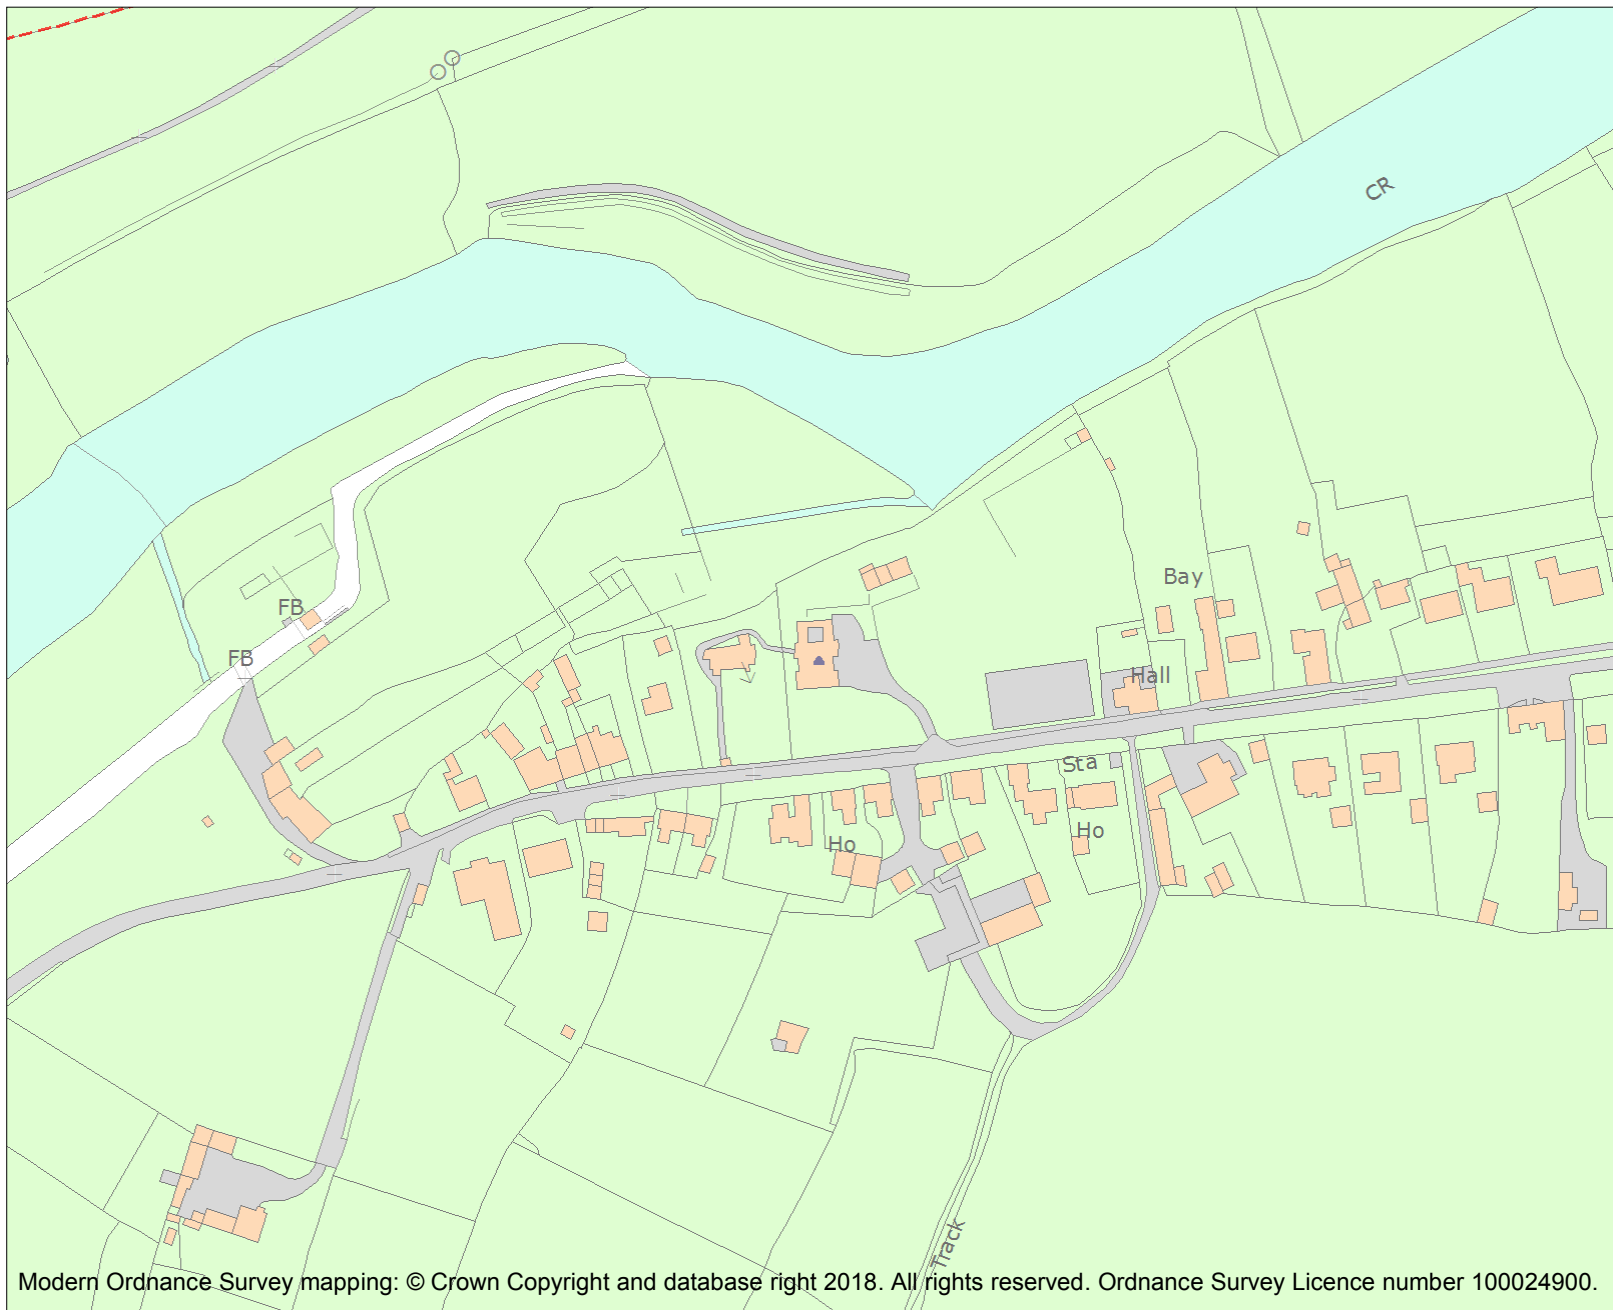 CR
Bay
FB
FB
Hall
Sta
Ho
Ho
Track
Modern Ordnance Survey mapping: © Crown Copyright and database right 2018. All rights reserved. Ordnance Survey Licence number 100024900.